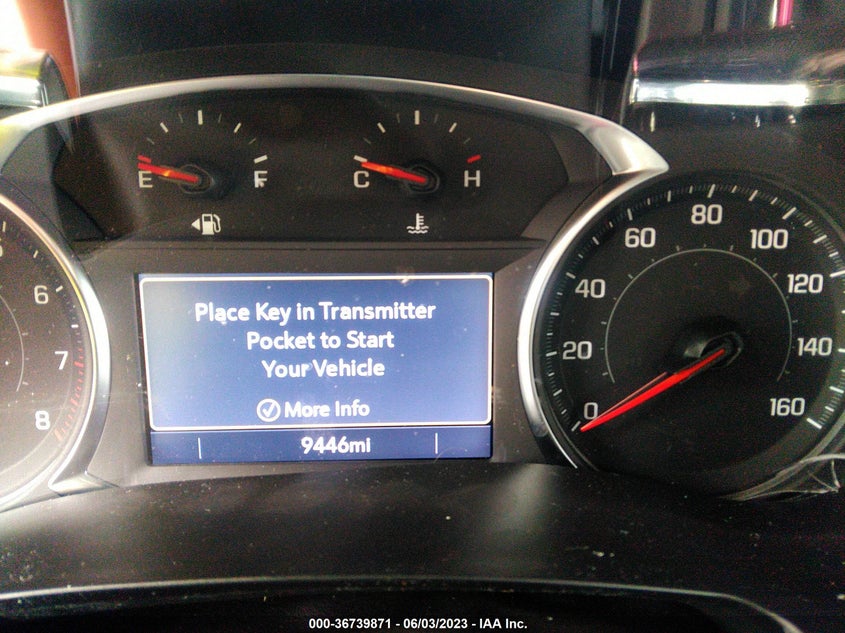 E F
C H
6
7
8
Place Key in Transmitter
Pocket to Start
Your Vehicle
More Info
9446mi
0 20 40 60 80 100 120 140 160
000-36739871 - 06/03/2023 - IAA Inc.